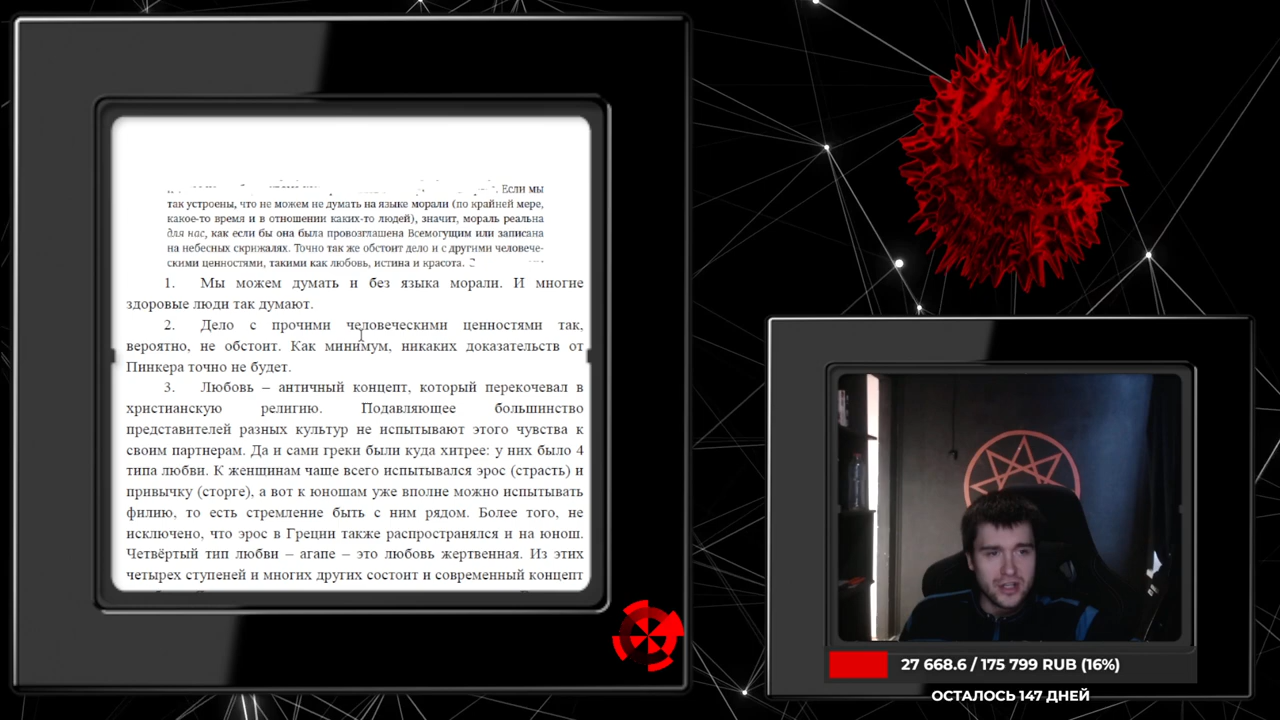 Если мы
так устроены, что не можем не думать на языке морали (по крайней мере,
какое-то время и в отношении каких-то людей), значит, мораль реальна
для нас, как если бы она была провозглашена Всемогущим или записана
на небесных скрижалях. Точно так же обстоит дело и с другими человече-
скими ценностями, такими как любовь, истина и красота.
1. Мы можем думать и без языка морали. И многие
здоровые люди так думают.
2. Дело с прочими человеческими ценностями так,
вероятно, не обстоит. Как минимум, никаких доказательств от
Пинкера точно не будет.
3. Любовь – античный концепт, который перекочевал в
христианскую религию. Подавляющее большинство
представителей разных культур не испытывают этого чувства к
своим партнерам. Да и сами греки были куда хитрее: у них было 4
типа любви. К женщинам чаще всего испытывался эрос (страсть) и
привычку (сторге), а вот к юношам уже вполне можно испытывать
филию, то есть стремление быть с ним рядом. Более того, не
исключено, что эрос в Греции также распространялся и на юнош.
Четвёртый тип любви – агапе – это любовь жертвенная. Из этих
четырех ступеней и многих других состоит и современный концепт
27 668.6 / 175 799 RUB (16%)
ОСТАЛОСЬ 147 ДНЕЙ